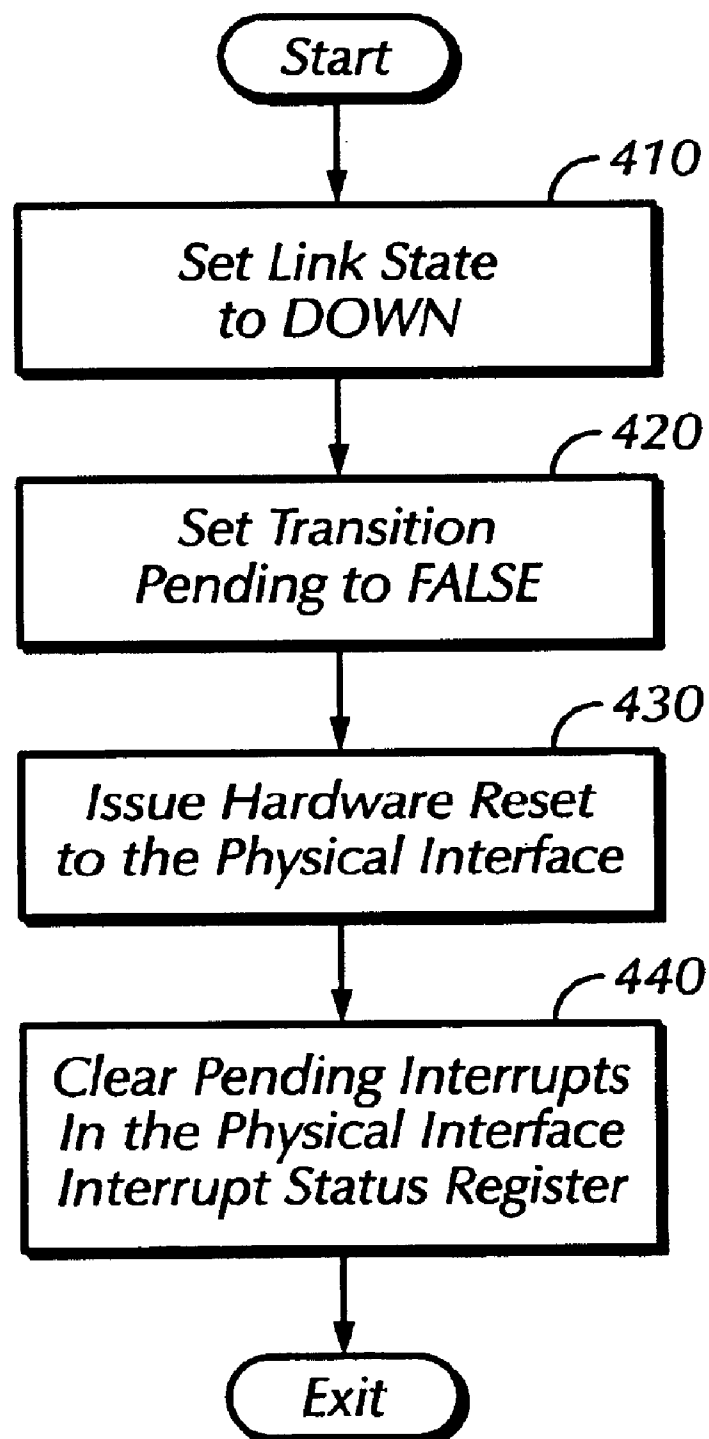 Start
410
Set Link State
to DOWN
420
Set Transition
Pending to FALSE
430
Issue Hardware Reset
to the Physical Interface
440
Clear Pending Interrupts
In the Physical Interface
Interrupt Status Register
Exit